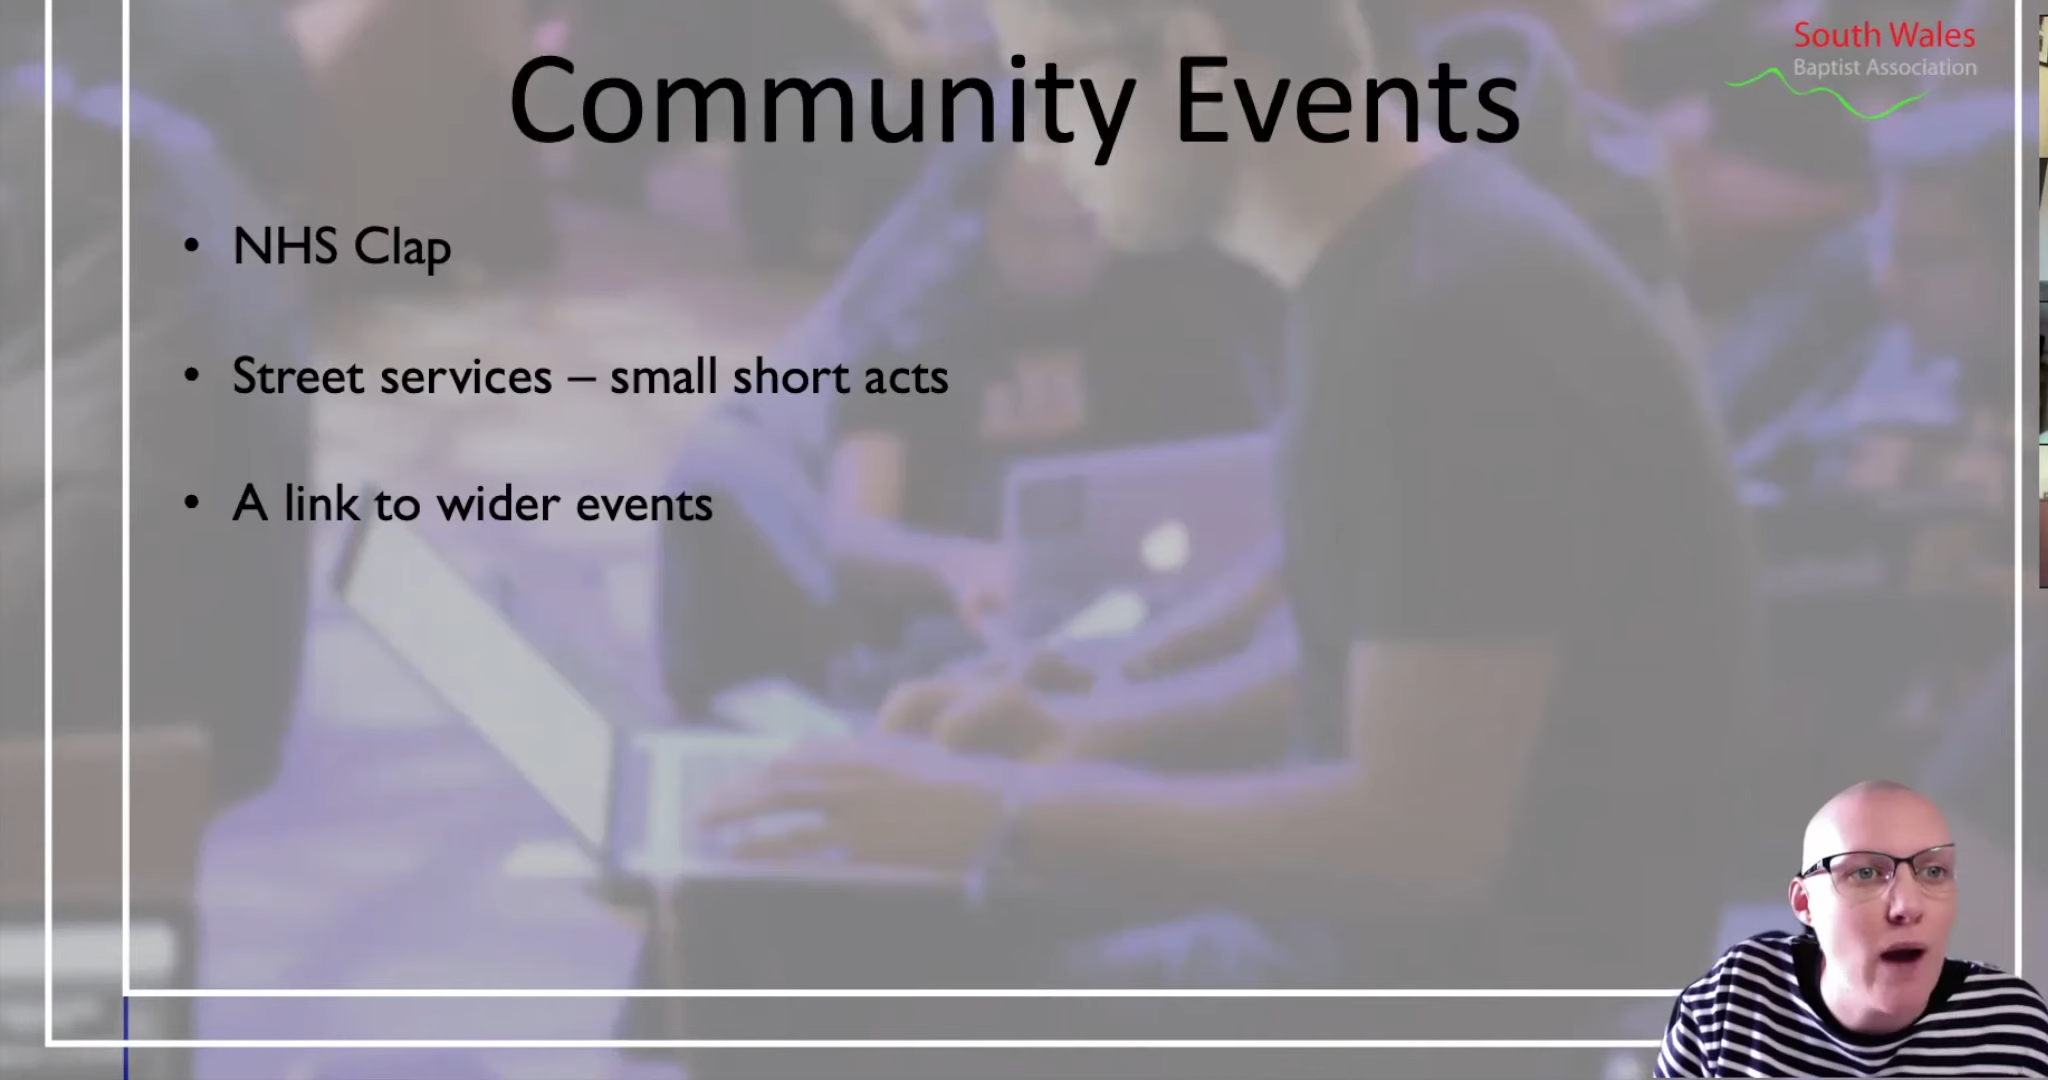 South Wales
Baptist Association
Community Events
• NHS Clap
• Street services – small short acts
• A link to wider events